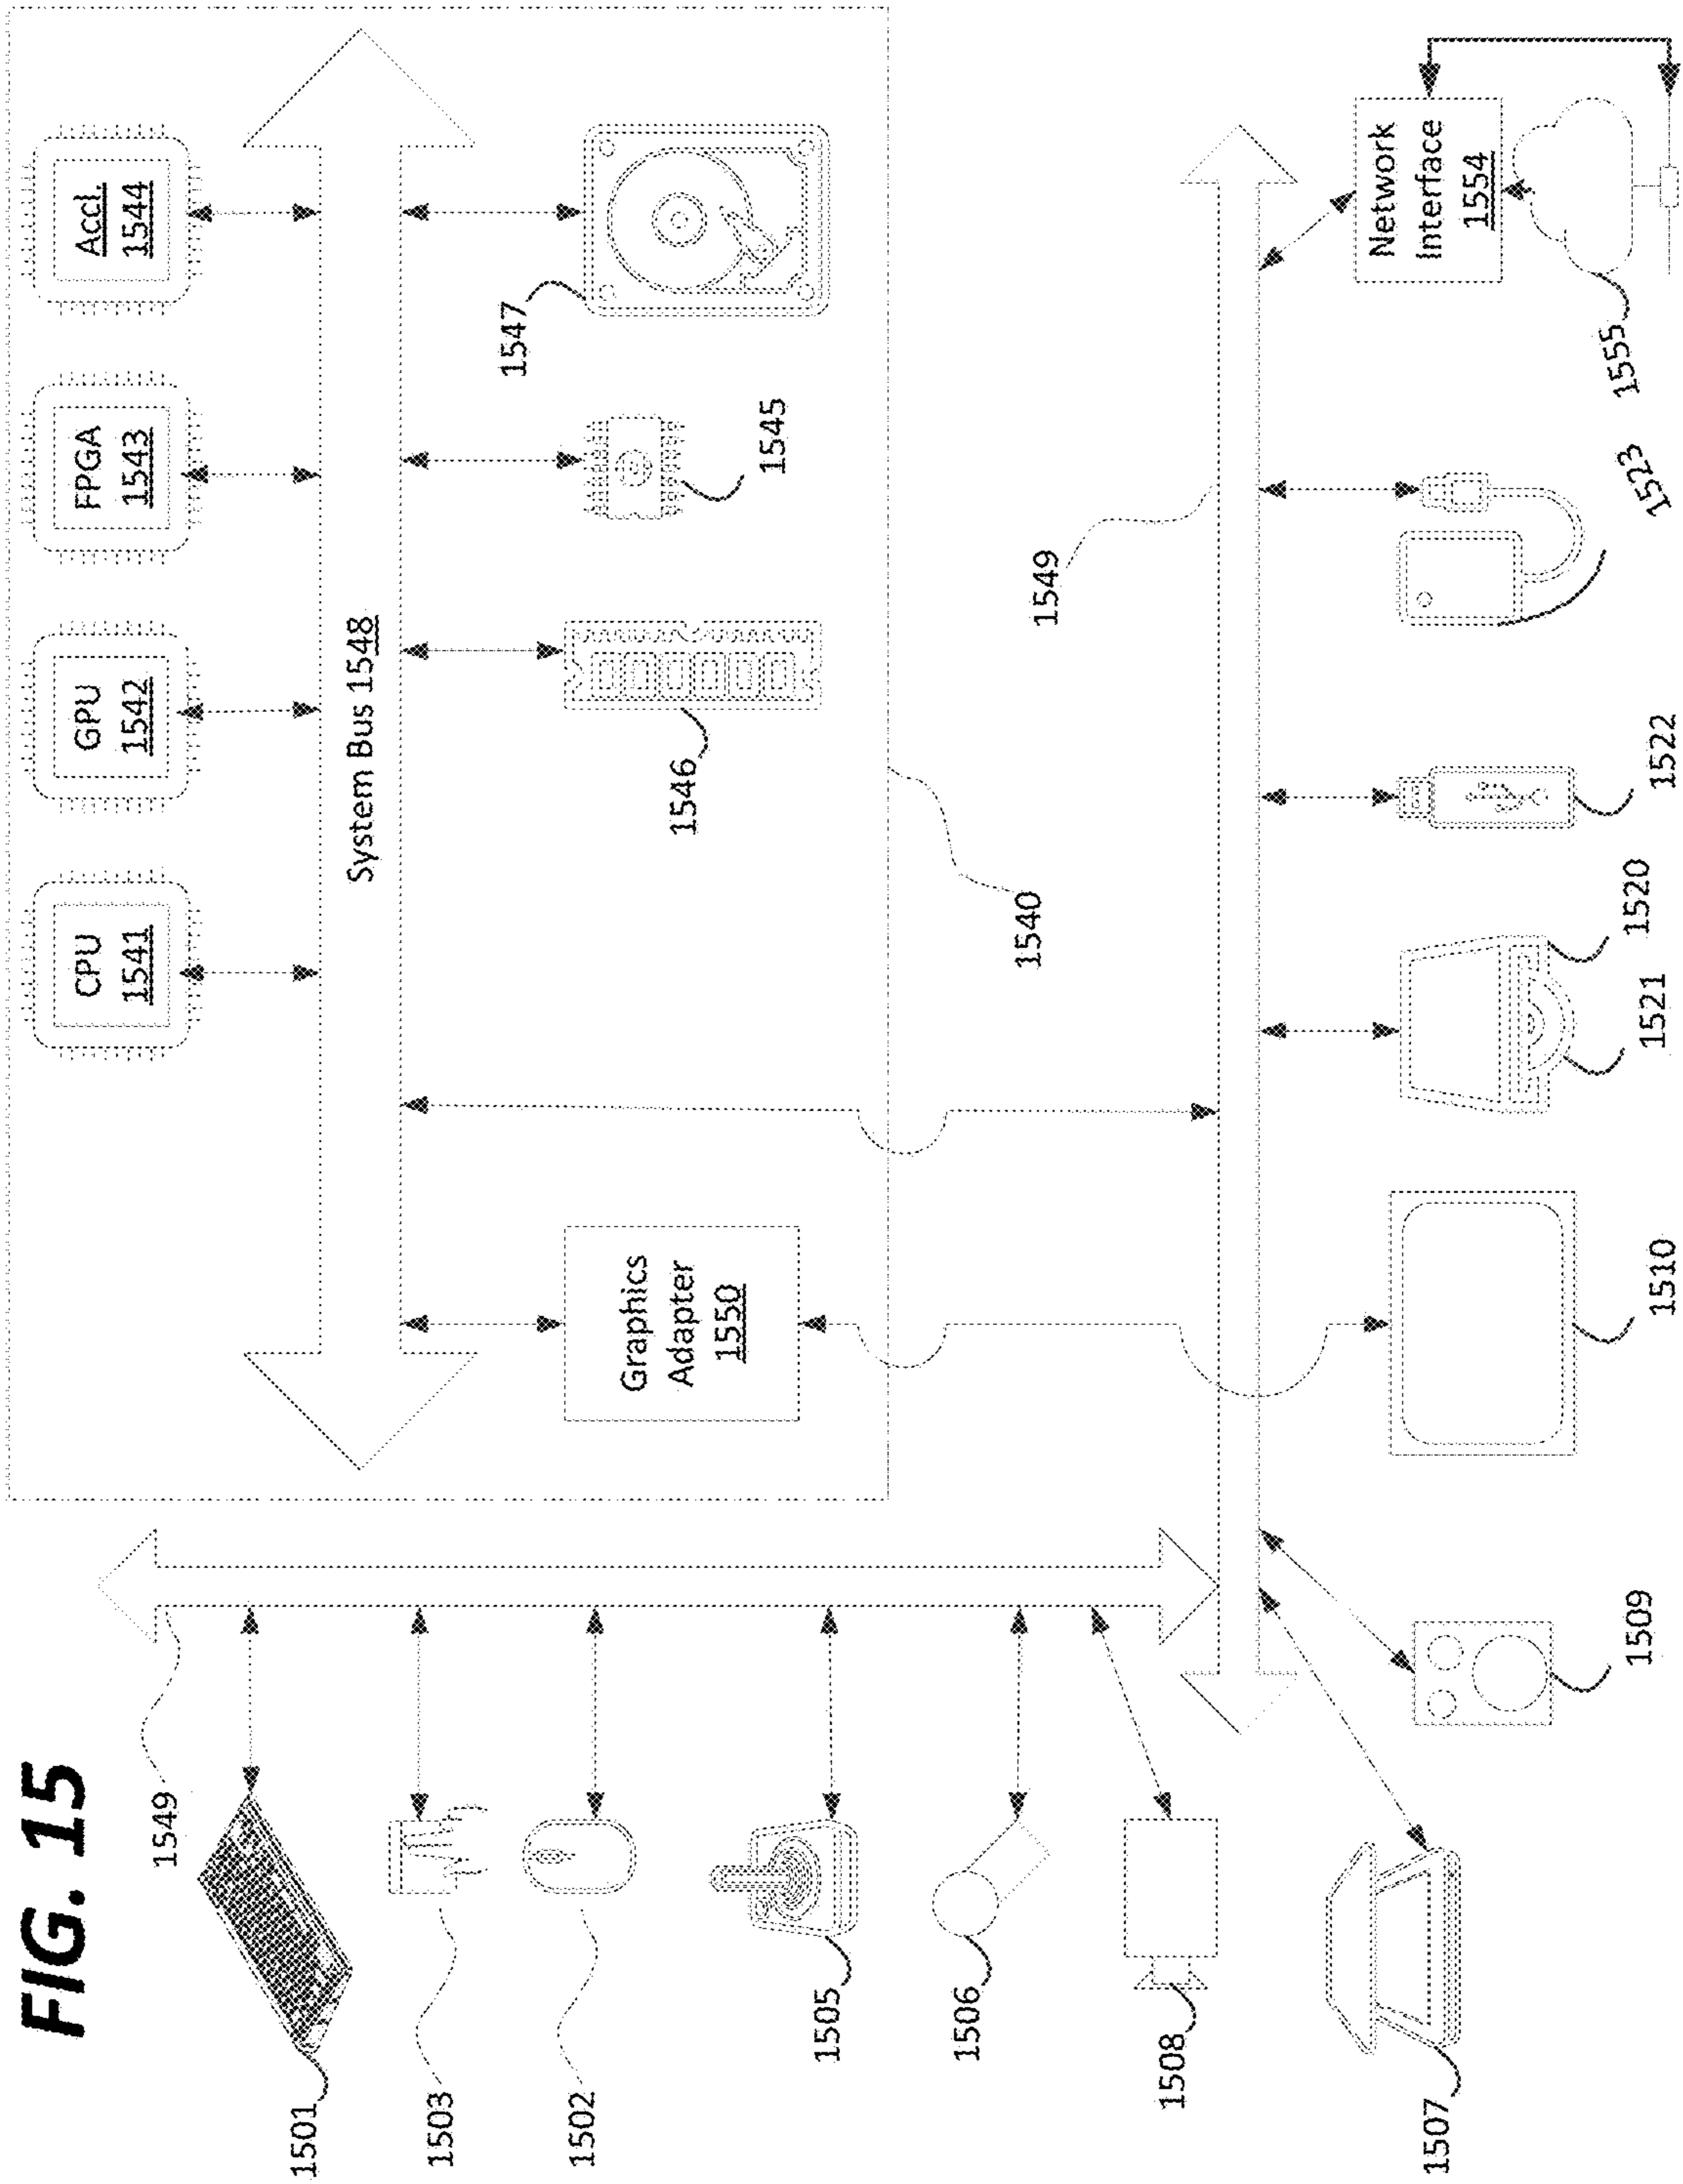 FIG. 15
CPU
1541
GPU
1542
FPGA
1543
Accl.
1544
System Bus 1548
1549
1501
1503
1502
1505
1506
1508
1507
Graphics
Adapter
1550
1546
1545
1547
1540
1549
1509
1510
1521
1520
1522
1523
1555
Network
Interface
1554